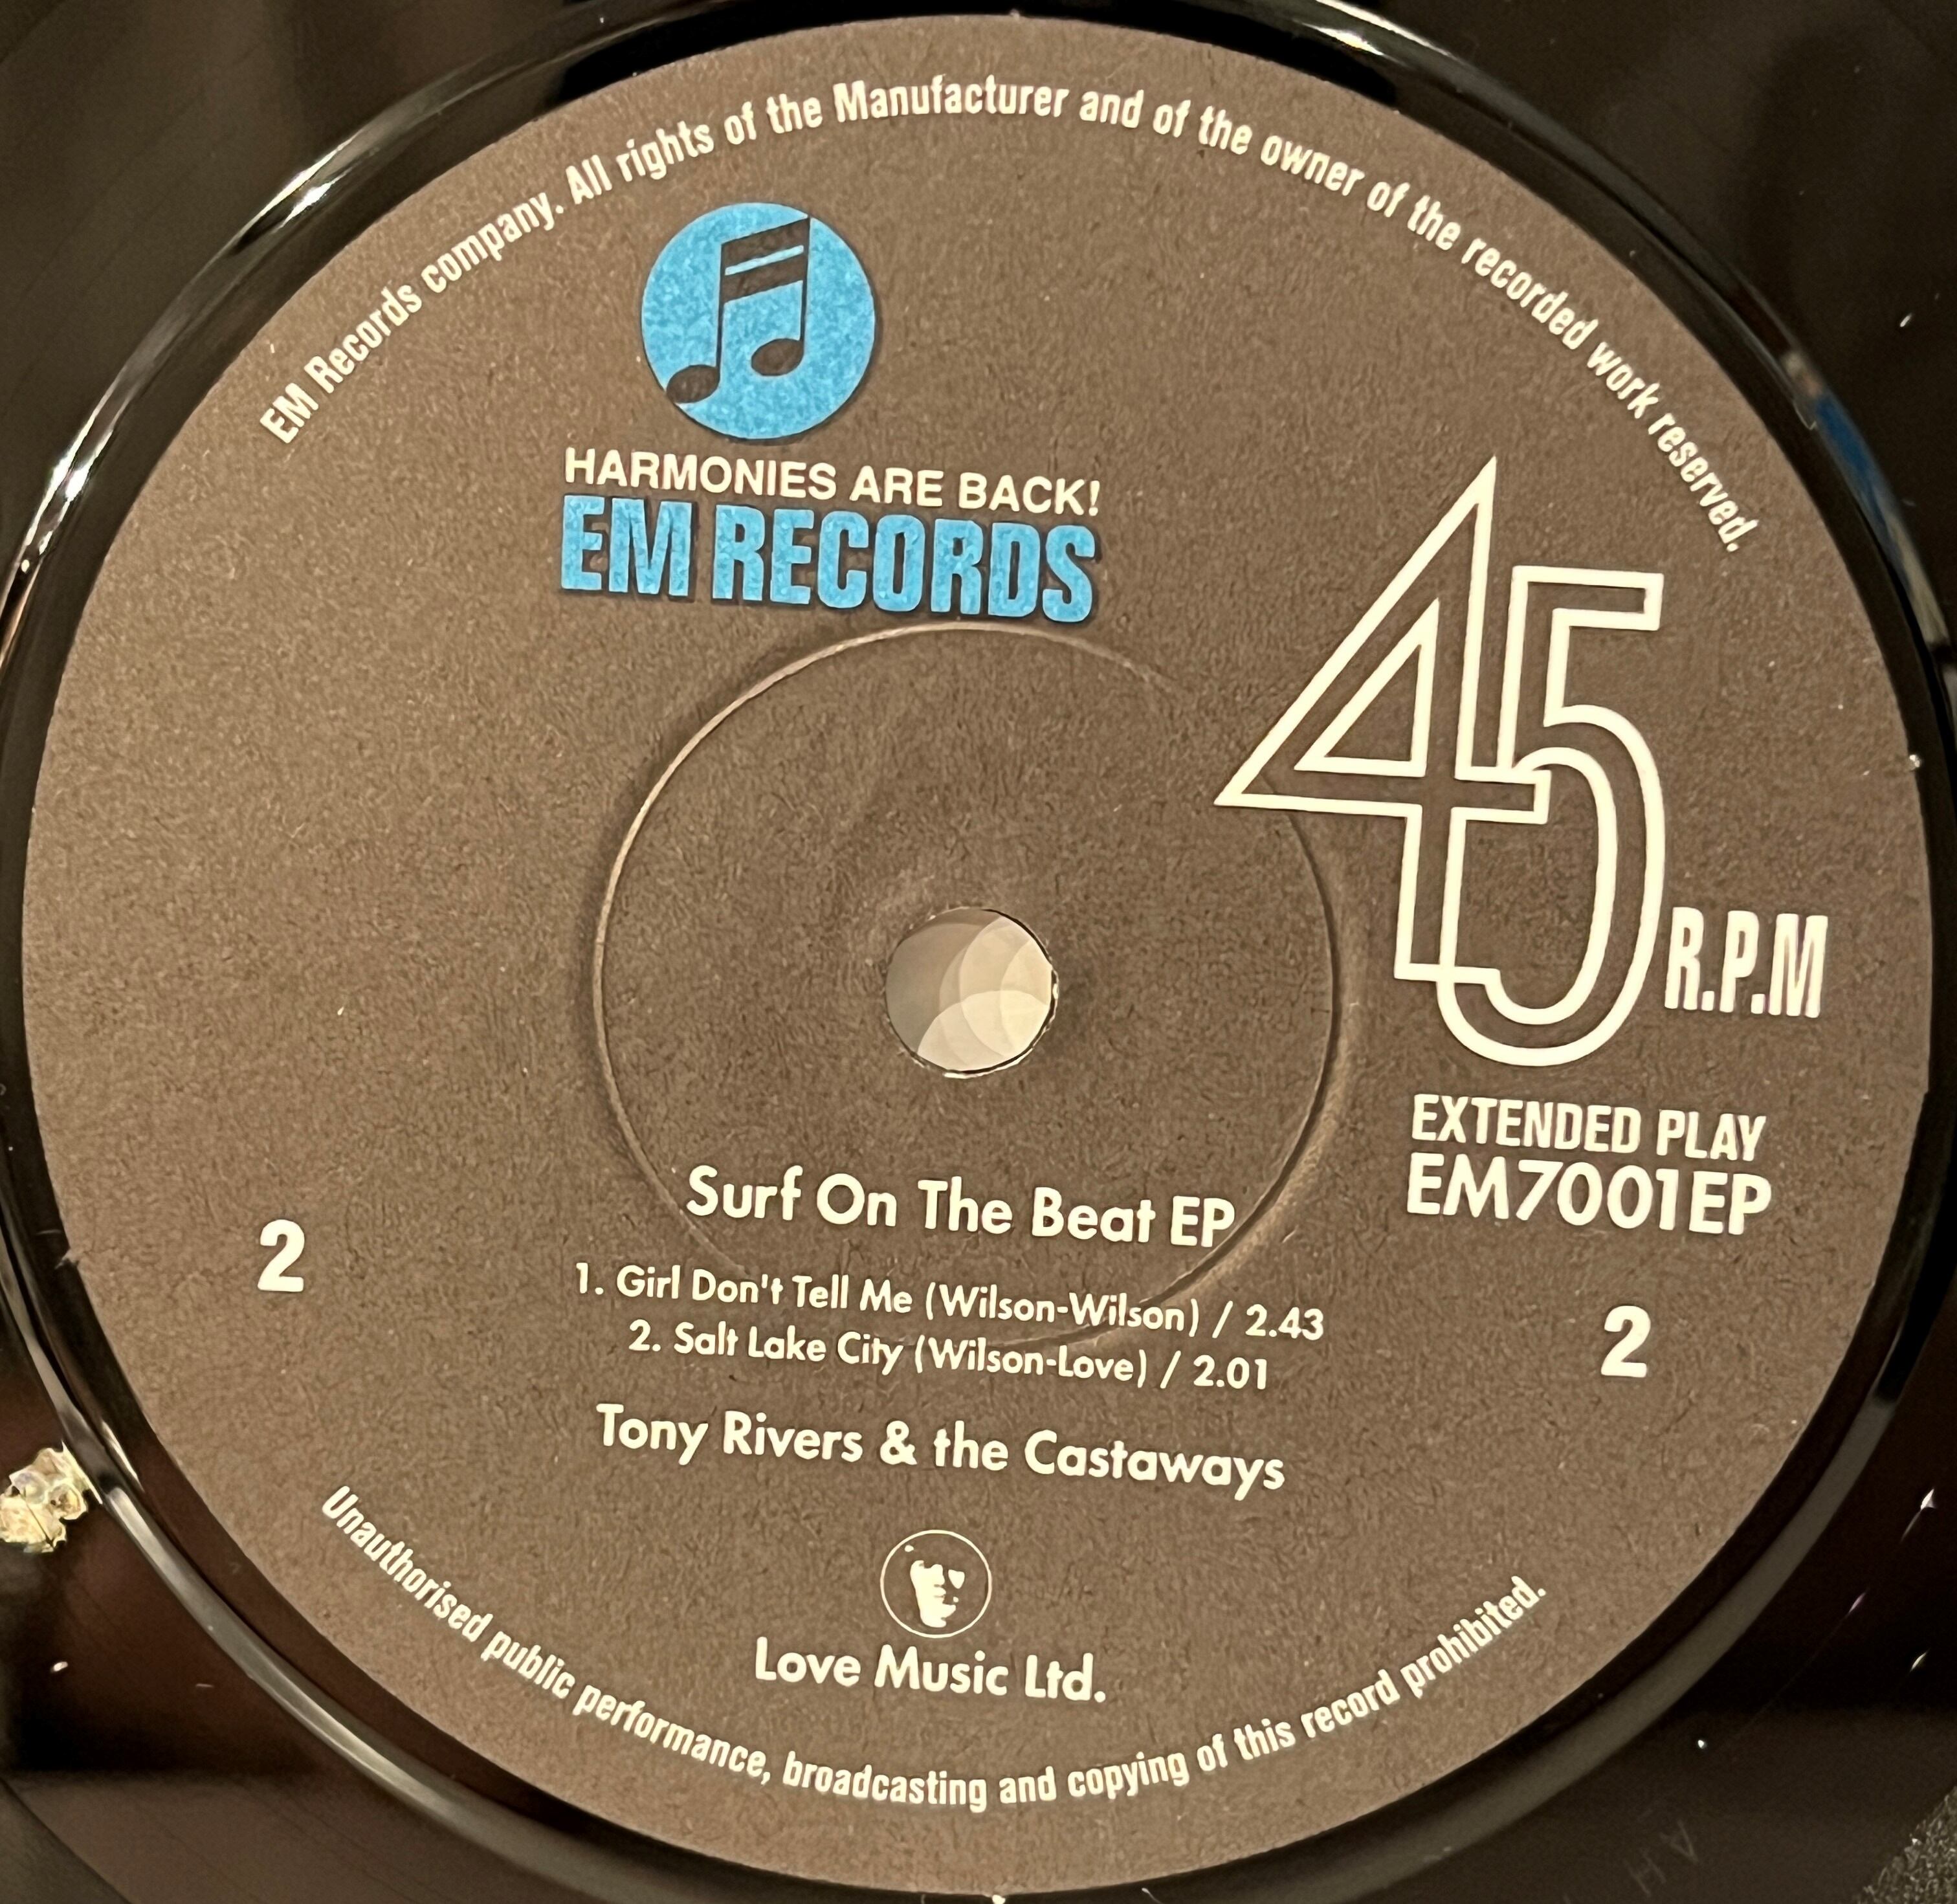 EM Records company. All rights of the Manufacturer and of the owner of the recorded work reserved.
HARMONIES ARE BACK!
EM RECORDS
45 R.P.M
EXTENDED PLAY
EM7001EP
Surf On The Beat EP
2
1. Girl Don't Tell Me (Wilson-Wilson) / 2.43
2. Salt Lake City (Wilson-Love) / 2.01
2
Tony Rivers & the Castaways
Love Music Ltd.
Unauthorised public performance, broadcasting and copying of this record prohibited.